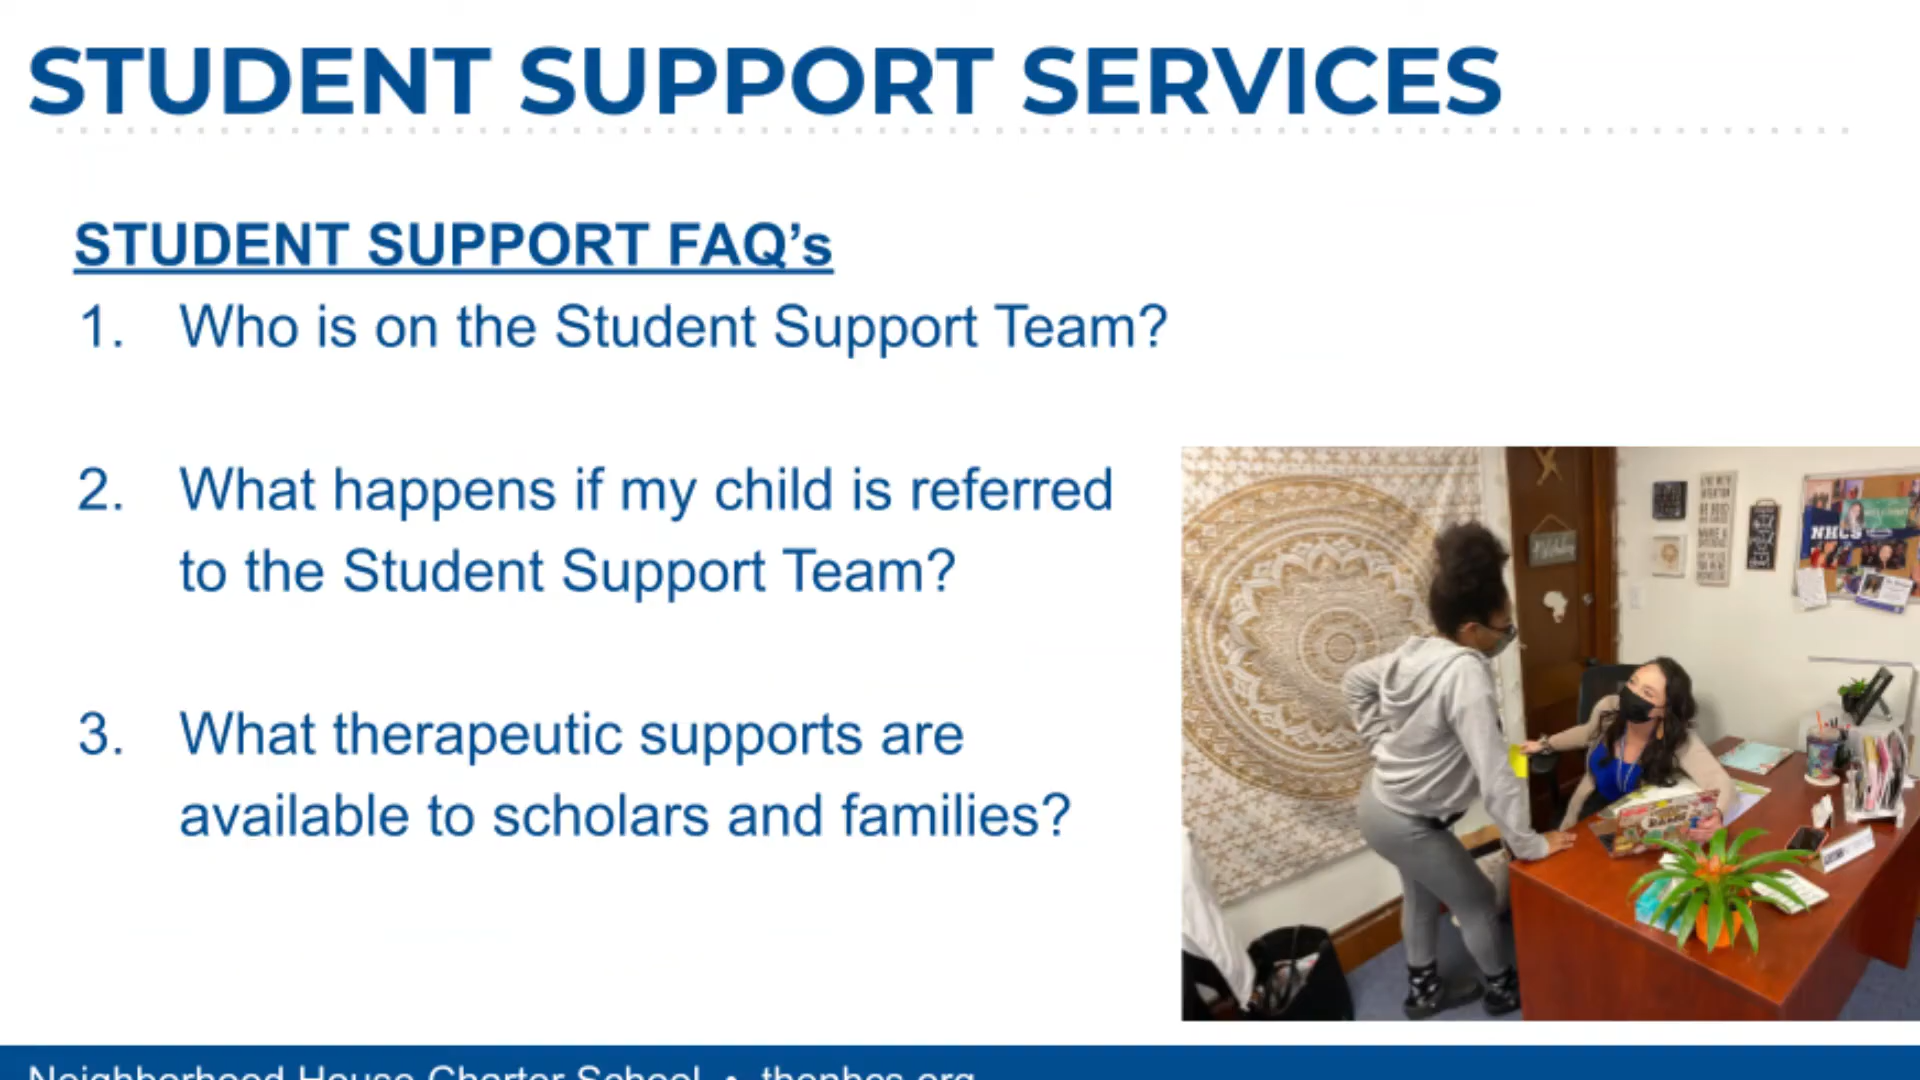 STUDENT SUPPORT SERVICES
STUDENT SUPPORT FAQ’s
1. Who is on the Student Support Team?
2. What happens if my child is referred
to the Student Support Team?
3. What therapeutic supports are
available to scholars and families?
NHCS
Neighborhood House Charter School • thenhcs.org